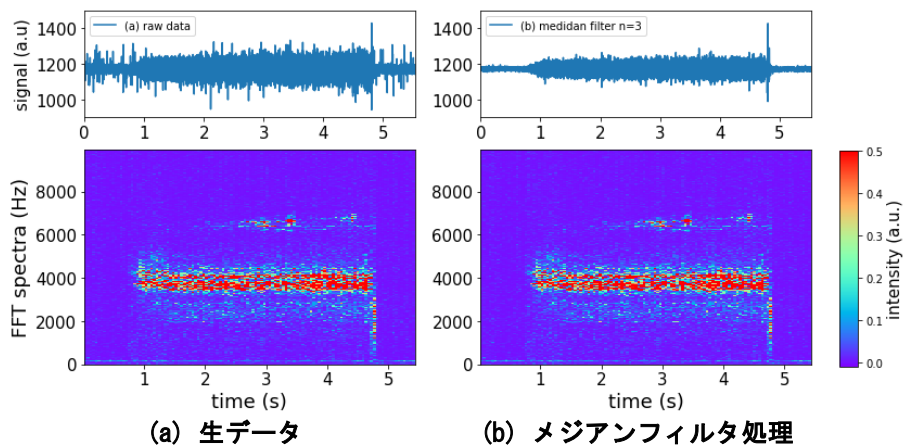 (a) raw data
(b) medidan filter n=3
signal (a.u)
1400
1200
1000
0 1 2 3 4 5
1400
1200
1000
0 1 2 3 4 5
FFT spectra (Hz)
8000
6000
4000
2000
0
1 2 3 4 5
time (s)
8000
6000
4000
2000
0
1 2 3 4 5
time (s)
0.5
0.4
0.3
0.2
0.1
0.0
intensity (a.u.)
(a) 生データ
(b) メジアンフィルタ処理